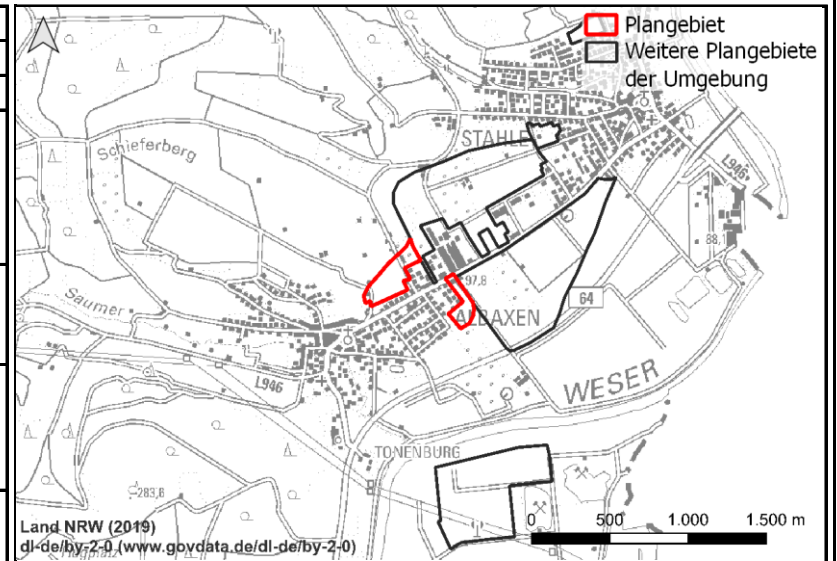 Plangebiet
Weitere Plangebiete
der Umgebung
STAHLE
Schieferberg
L946
88,1
97,8
Saumer
ALBAXEN
64
WESER
L946
TONENBURG
283,8
Land NRW (2019)
dl-de/by-2-0 (www.govdata.de/dl-de/by-2-0)
0 500 1.000 1.500 m